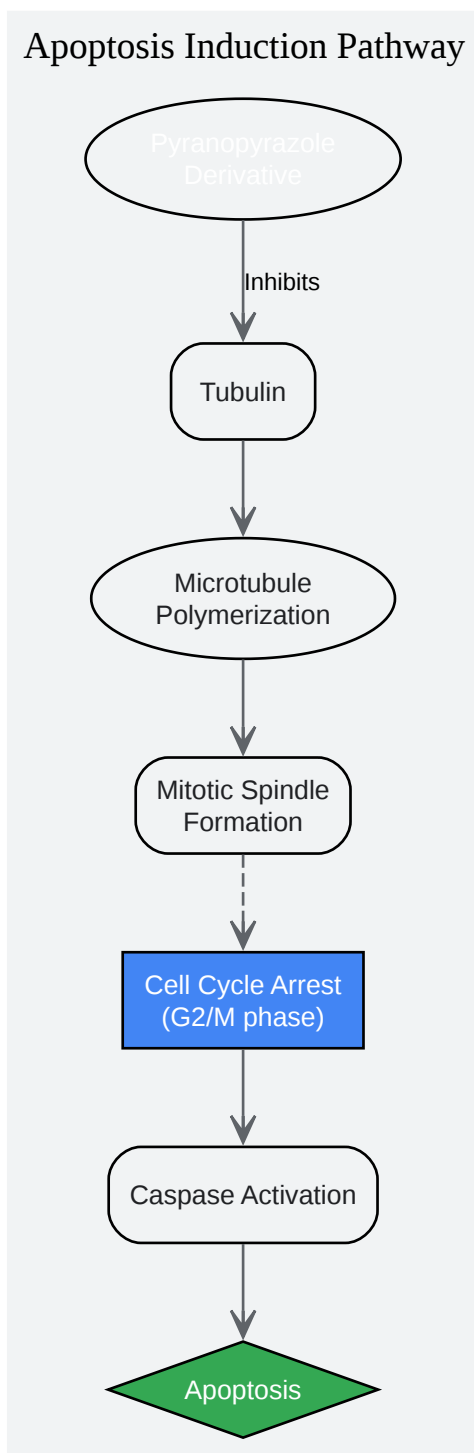 Apoptosis Induction Pathway
Pyranopyrazole
Derivative
Inhibits
Tubulin
Microtubule
Polymerization
Mitotic Spindle
Formation
Cell Cycle Arrest
(G2/M phase)
Caspase Activation
Apoptosis